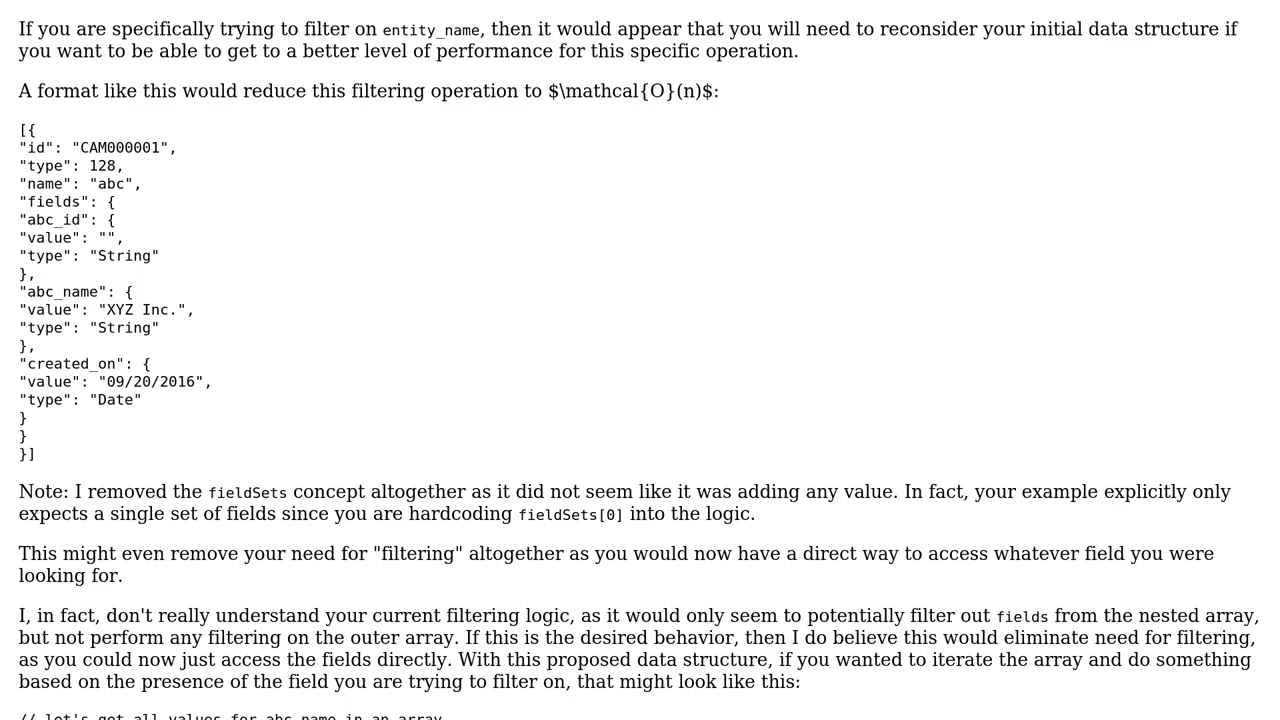 If you are specifically trying to filter on entity_name, then it would appear that you will need to reconsider your initial data structure if
you want to be able to get to a better level of performance for this specific operation.
A format like this would reduce this filtering operation to $\mathcal{O}(n)$:
[{
"id": "CAM000001",
"type": 128,
"name": "abc",
"fields": {
"abc_id": {
"value": "",
"type": "String"
},
"abc_name": {
"value": "XYZ Inc.",
"type": "String"
},
"created_on": {
"value": "09/20/2016",
"type": "Date"
}
}
}]
Note: I removed the fieldSets concept altogether as it did not seem like it was adding any value. In fact, your example explicitly only
expects a single set of fields since you are hardcoding fieldSets[0] into the logic.
This might even remove your need for "filtering" altogether as you would now have a direct way to access whatever field you were
looking for.
I, in fact, don't really understand your current filtering logic, as it would only seem to potentially filter out fields from the nested array,
but not perform any filtering on the outer array. If this is the desired behavior, then I do believe this would eliminate need for filtering,
as you could now just access the fields directly. With this proposed data structure, if you wanted to iterate the array and do something
based on the presence of the field you are trying to filter on, that might look like this:
// let's get all values for abc_name in an array